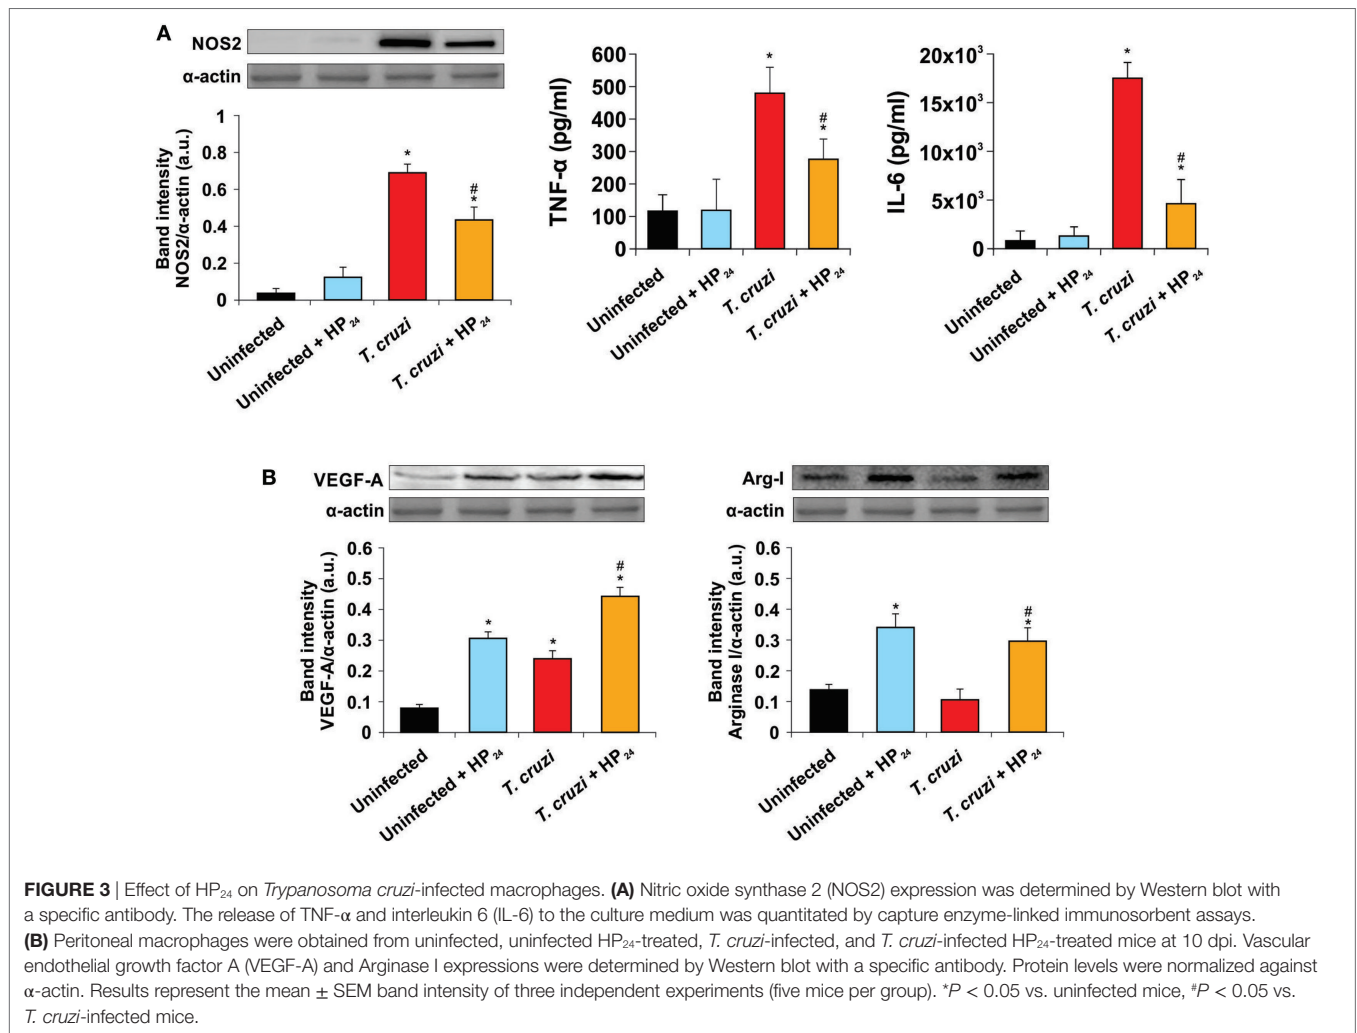 A
NOS2
α-actin
Band intensity
NOS2/α-actin (a.u.)
1
0.8
0.6
0.4
0.2
0
*
#
*
Uninfected
Uninfected + HP24
T. cruzi
T. cruzi + HP24
TNF-α (pg/ml)
600
500
400
300
200
100
0
*
#
*
Uninfected
Uninfected + HP24
T. cruzi
T. cruzi + HP24
IL-6 (pg/ml)
20x10³
15x10³
10x10³
5x10³
0
*
#
*
Uninfected
Uninfected + HP24
T. cruzi
T. cruzi + HP24
B
VEGF-A
α-actin
Band intensity
VEGF-A/α-actin (a.u.)
0.6
0.5
0.4
0.3
0.2
0.1
0
*
*
#
*
Uninfected
Uninfected + HP24
T. cruzi
T. cruzi + HP24
Arg-I
α-actin
Band intensity
Arginase I/α-actin (a.u.)
0.6
0.5
0.4
0.3
0.2
0.1
0
*
#
*
Uninfected
Uninfected + HP24
T. cruzi
T. cruzi + HP24
FIGURE 3 | Effect of HP24 on Trypanosoma cruzi-infected macrophages. (A) Nitric oxide synthase 2 (NOS2) expression was determined by Western blot with
a specific antibody. The release of TNF-α and interleukin 6 (IL-6) to the culture medium was quantitated by capture enzyme-linked immunosorbent assays.
(B) Peritoneal macrophages were obtained from uninfected, uninfected HP24-treated, T. cruzi-infected, and T. cruzi-infected HP24-treated mice at 10 dpi. Vascular
endothelial growth factor A (VEGF-A) and Arginase I expressions were determined by Western blot with a specific antibody. Protein levels were normalized against
α-actin. Results represent the mean ± SEM band intensity of three independent experiments (five mice per group). *P < 0.05 vs. uninfected mice, #P < 0.05 vs.
T. cruzi-infected mice.